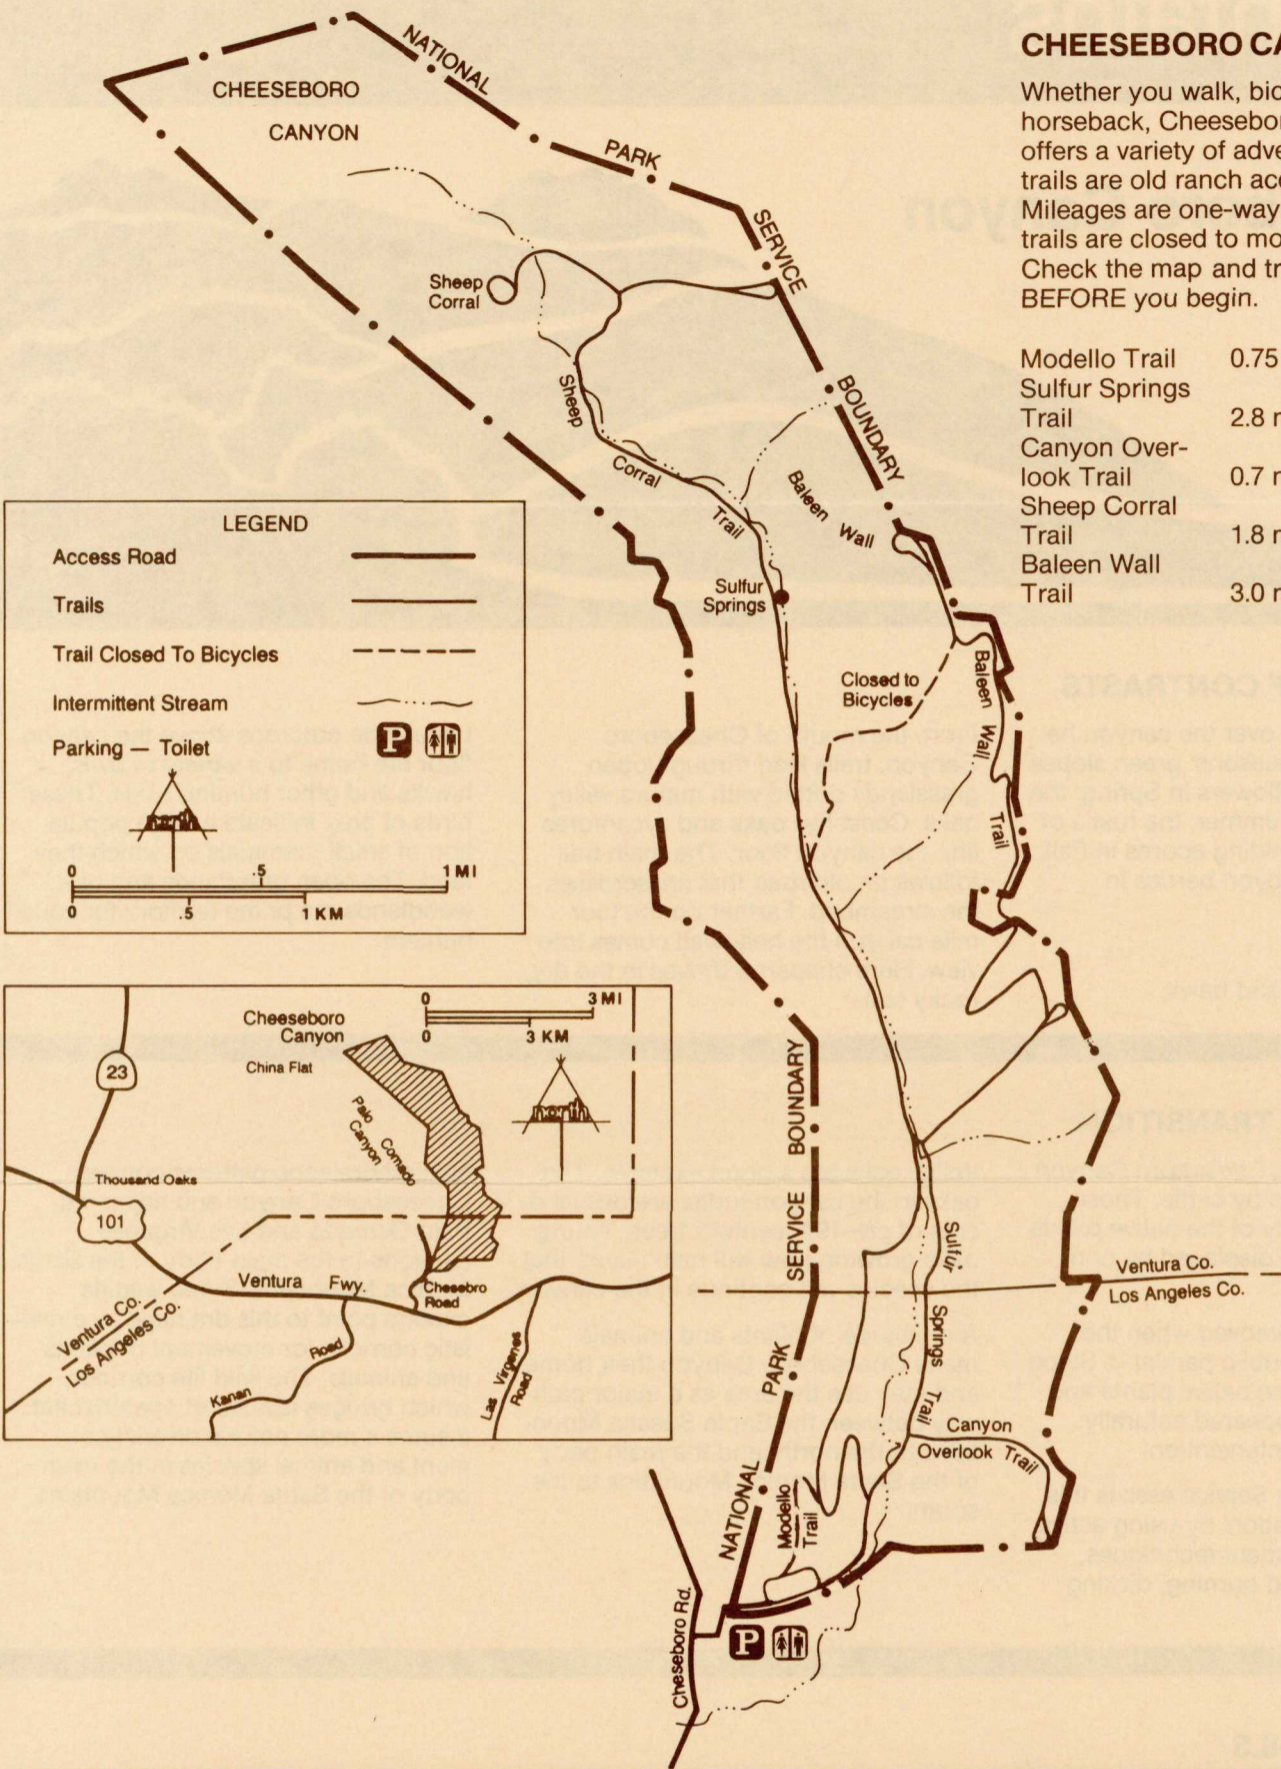 NATIONAL
PARK
SERVICE
BOUNDARY
CHEESEBORO
CANYON
Sheep
Corral
Sheep
Corral
Trail
Baleen Wall
Sulfur
Springs
Closed to
Bicycles
Baleen
Wall
Trail
CHEESEBORO CA
Whether you walk, bic
horseback, Cheesebor
offers a variety of adve
trails are old ranch acc
Mileages are one-way
trails are closed to mo
Check the map and tr
BEFORE you begin.
Modello Trail 0.75
Sulfur Springs
Trail 2.8 r
Canyon Over-
look Trail 0.7 r
Sheep Corral
Trail 1.8 r
Baleen Wall
Trail 3.0 r
LEGEND
Access Road
Trails
Trail Closed To Bicycles
Intermittent Stream
Parking — Toilet P
north
0 .5 1 MI
0 .5 1 KM
Cheeseboro
Canyon
China Flat
0 3 MI
0 3 KM
23
Palo Comado
Canyon
north
Thousand Oaks
101
Ventura Fwy.
Chesebro
Road
Ventura Co.
Los Angeles Co.
Kanan Road
Las Virgenes
Road
NATIONAL PARK SERVICE BOUNDARY
Sulfur
Springs
Trail
Ventura Co.
Los Angeles Co.
Canyon
Overlook Trail
Modello
Trail
P
Cheseboro Rd.